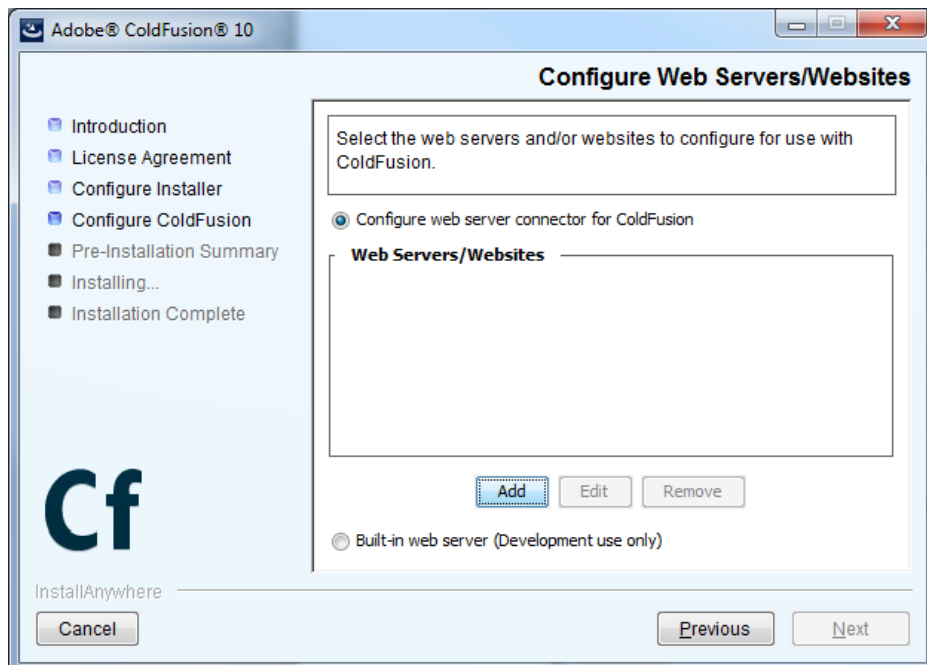 Adobe® ColdFusion® 10
Configure Web Servers/Websites
Introduction
License Agreement
Configure Installer
Configure ColdFusion
Pre-Installation Summary
Installing...
Installation Complete
Select the web servers and/or websites to configure for use with
ColdFusion.
Configure web server connector for ColdFusion
Web Servers/Websites
Add Edit Remove
Built-in web server (Development use only)
Cf
InstallAnywhere
Cancel Previous Next